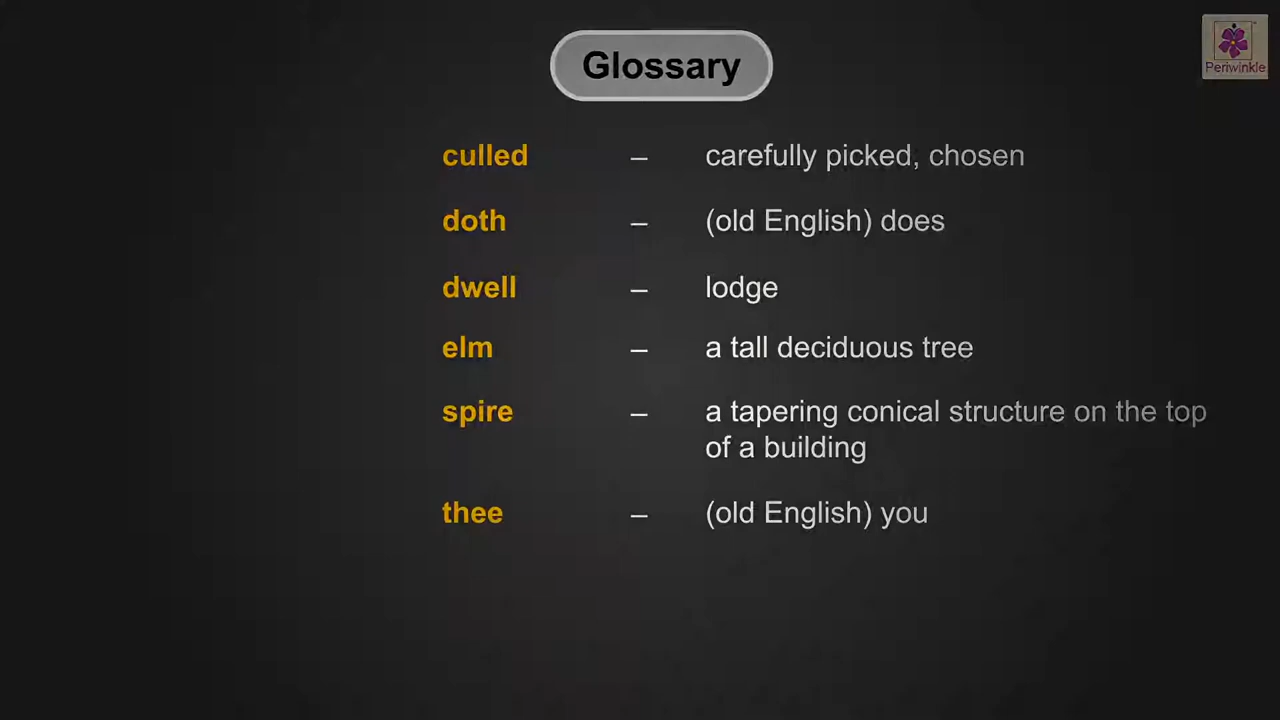 Glossary
Periwinkle
culled – carefully picked, chosen
doth – (old English) does
dwell – lodge
elm – a tall deciduous tree
spire – a tapering conical structure on the top
of a building
thee – (old English) you